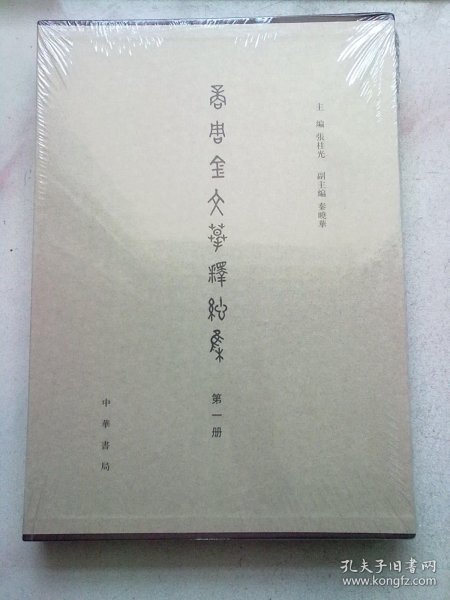 主編 張桂光 副主編 秦曉華
商周金文摹釋總集
第一册
中華書局
孔夫子旧书网
www.kongfz.com